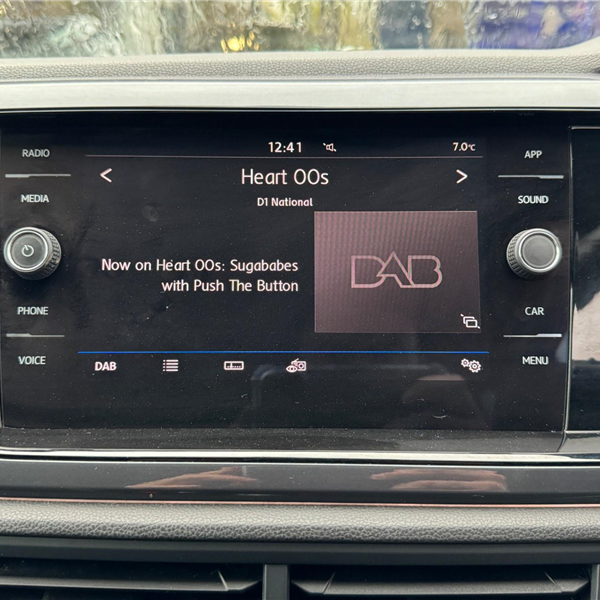 RADIO
MEDIA
PHONE
VOICE
12:41 7.0°C
< Heart 00s >
D1 National
Now on Heart 00s: Sugababes
with Push The Button
DAB
DAB
APP
SOUND
CAR
MENU